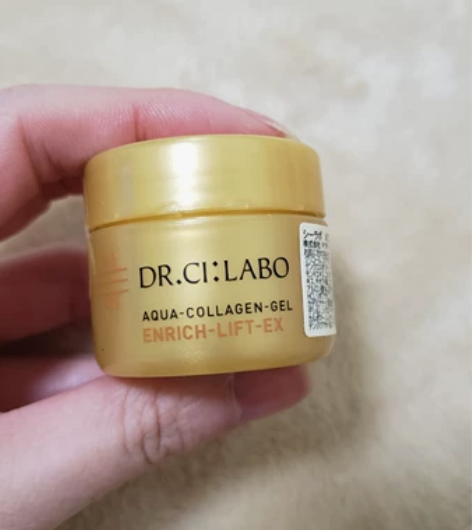 DR.CI:LABO
AQUA-COLLAGEN-GEL
ENRICH-LIFT-EX